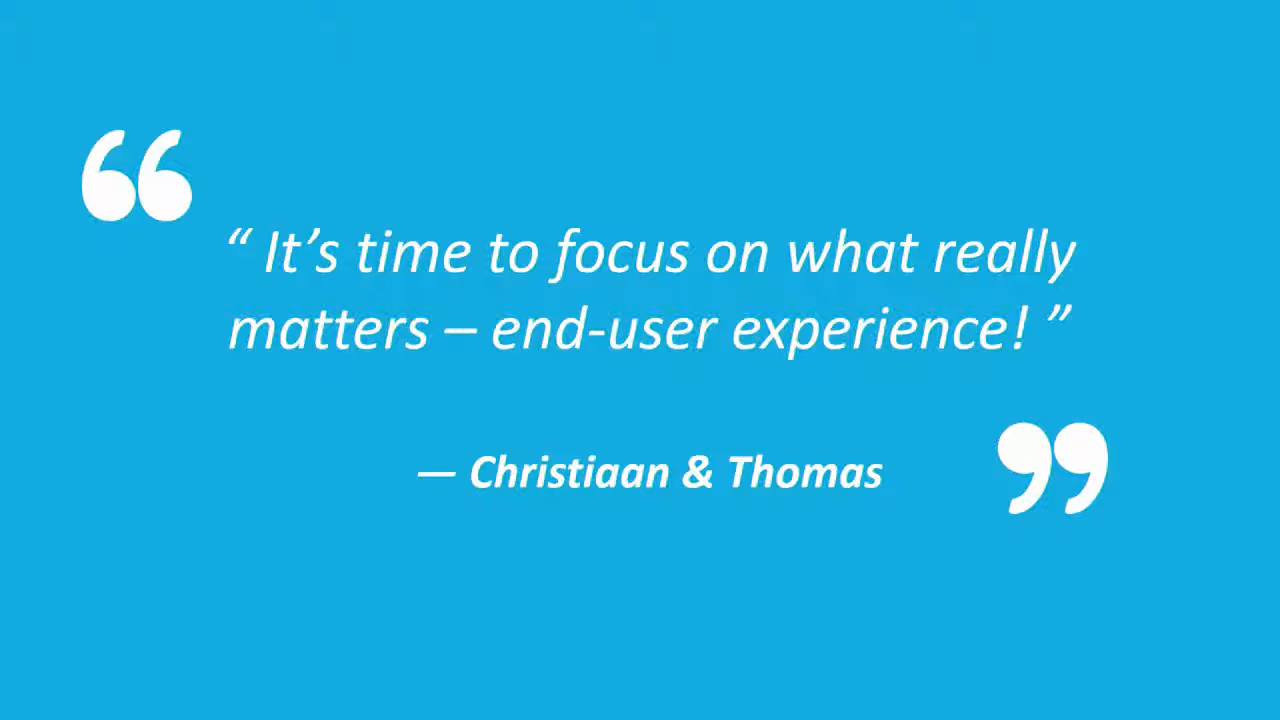 “ It’s time to focus on what really
matters – end-user experience! ”
— Christiaan & Thomas